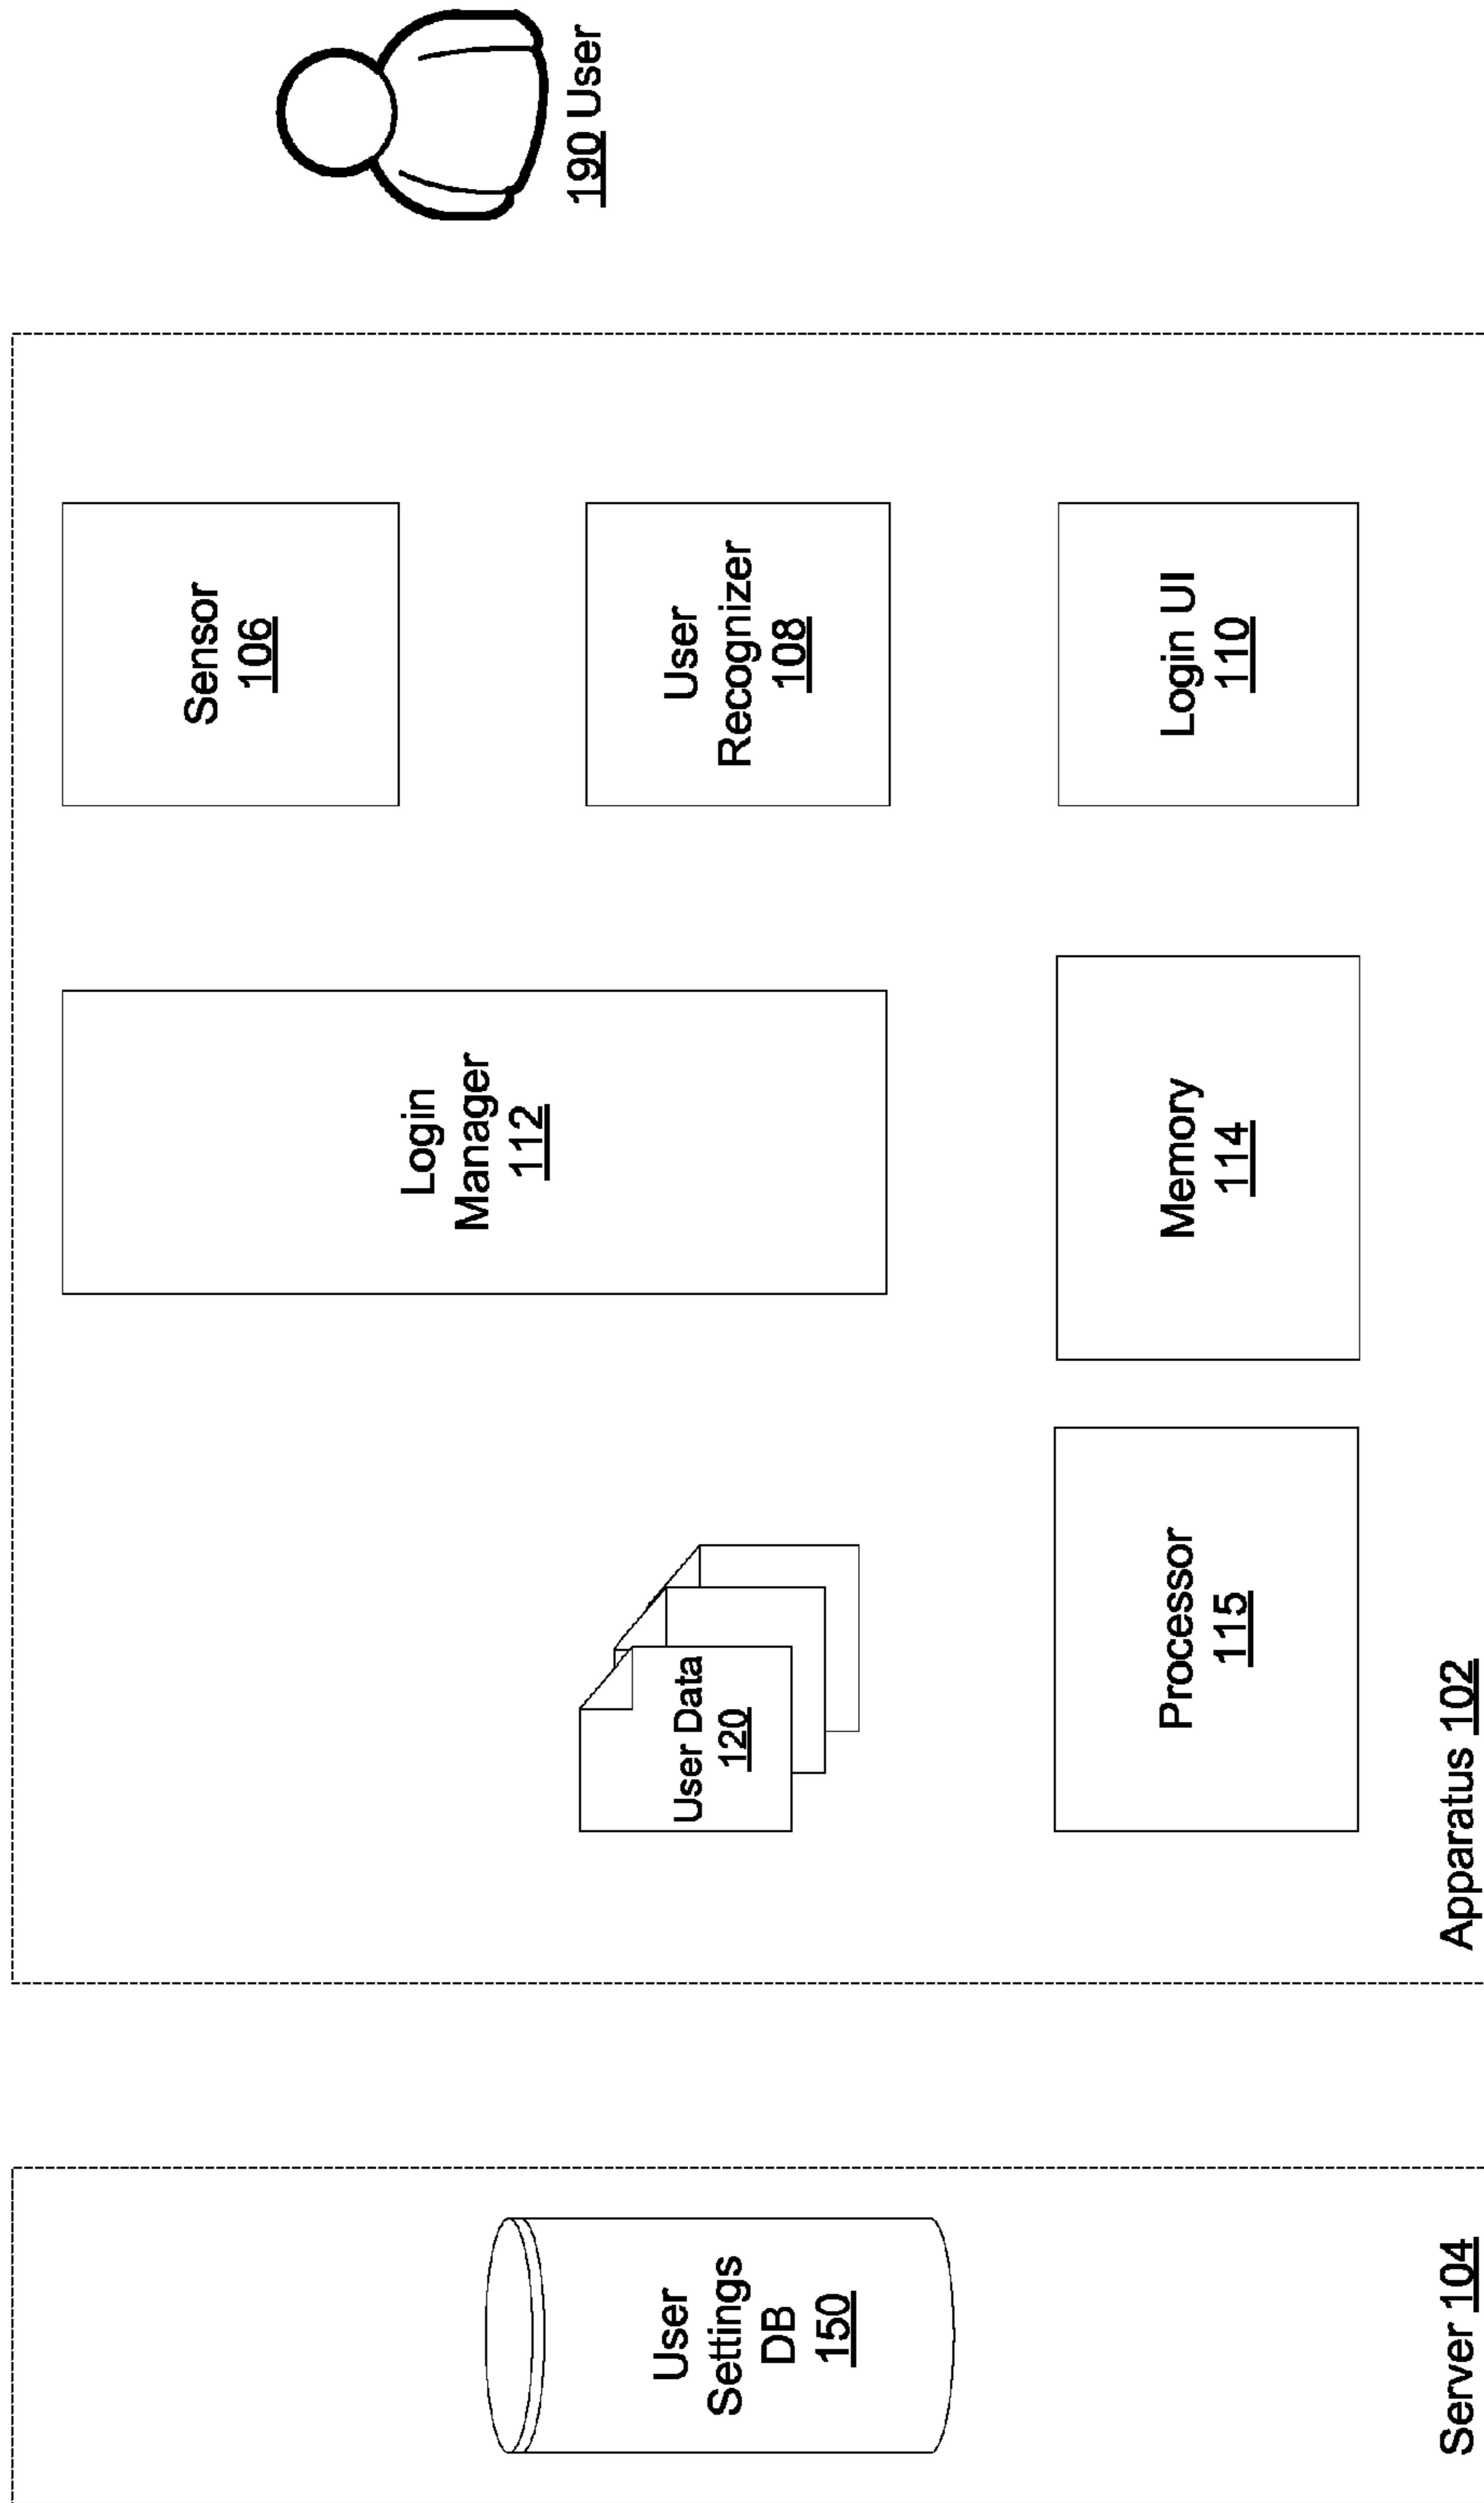 User
Settings
DB
150
Server 104
User Data
120
Login
Manager
112
Sensor
106
User
Recognizer
108
Processor
115
Memory
114
Login UI
110
Apparatus 102
190 User